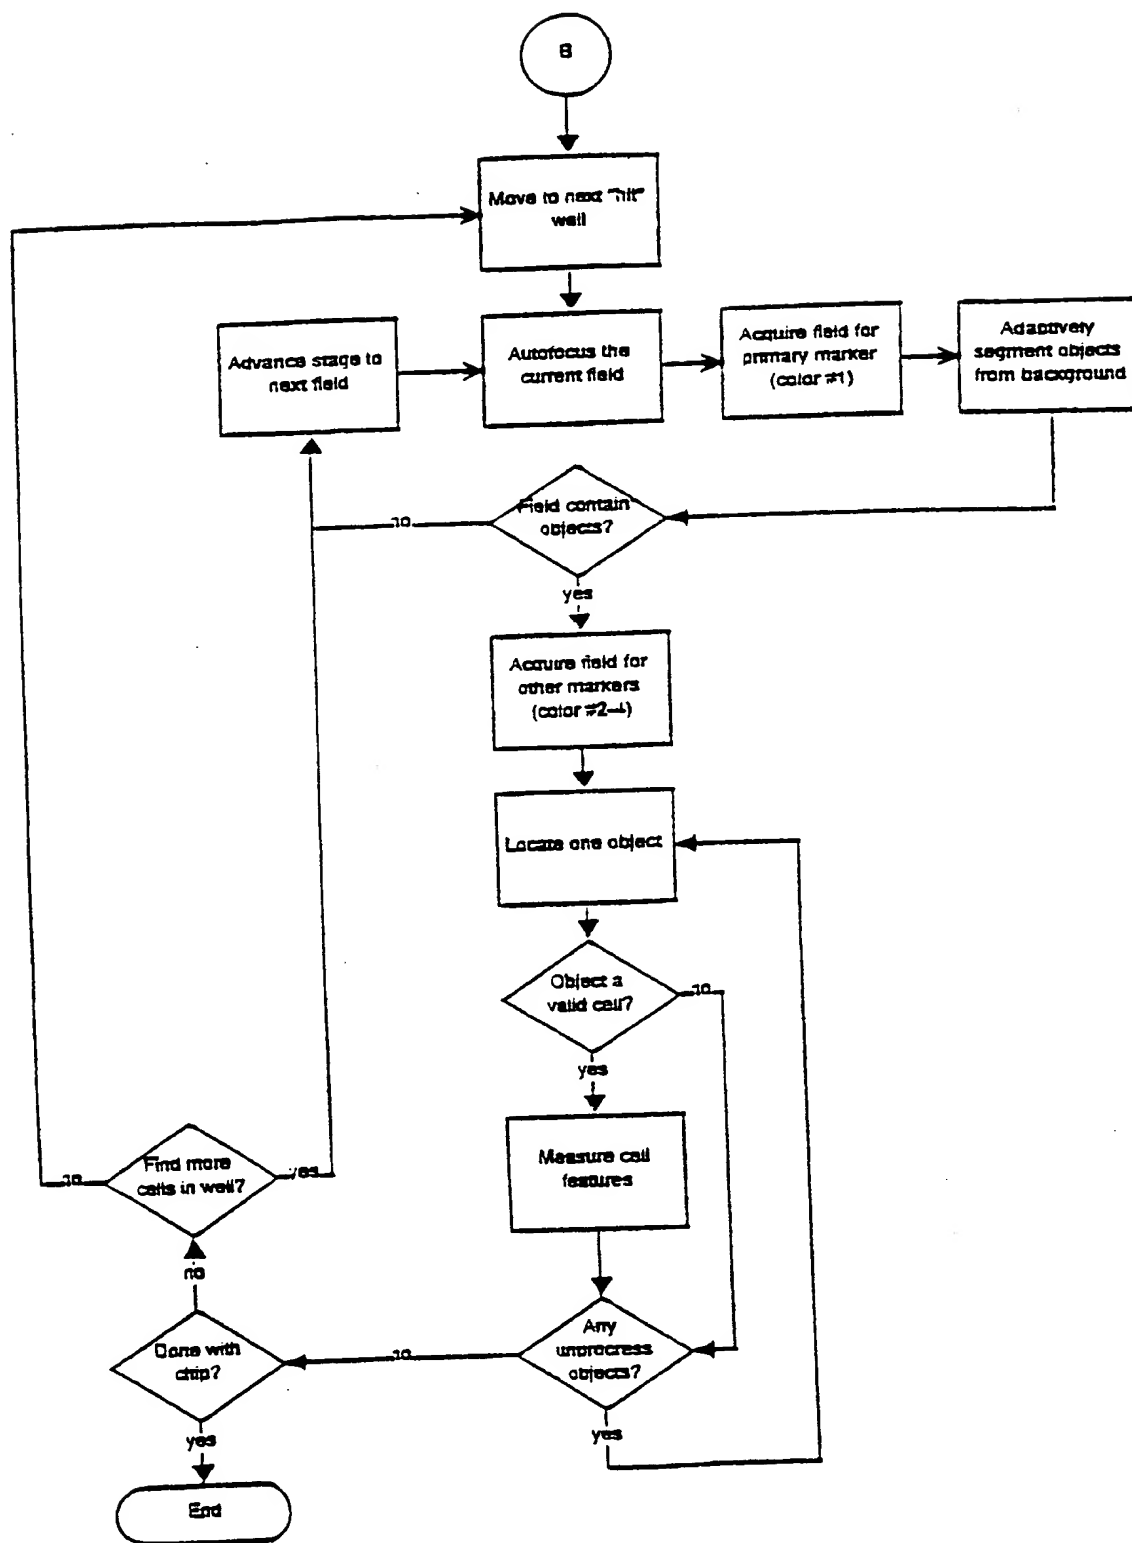 B
Move to next "hit"
well
Advance stage to
next field
Autofocus the
current field
Acquire field for
primary marker
(color #1)
Adaptively
segment objects
from background
Field contain
objects?
no
yes
Acquire field for
other markers
(color #2-4)
Locate one object
Object a
valid cell?
no
yes
Measure cell
features
Find more
cells in well?
no
yes
no
Any
unprocess
objects?
Done with
chip?
no
yes
yes
End